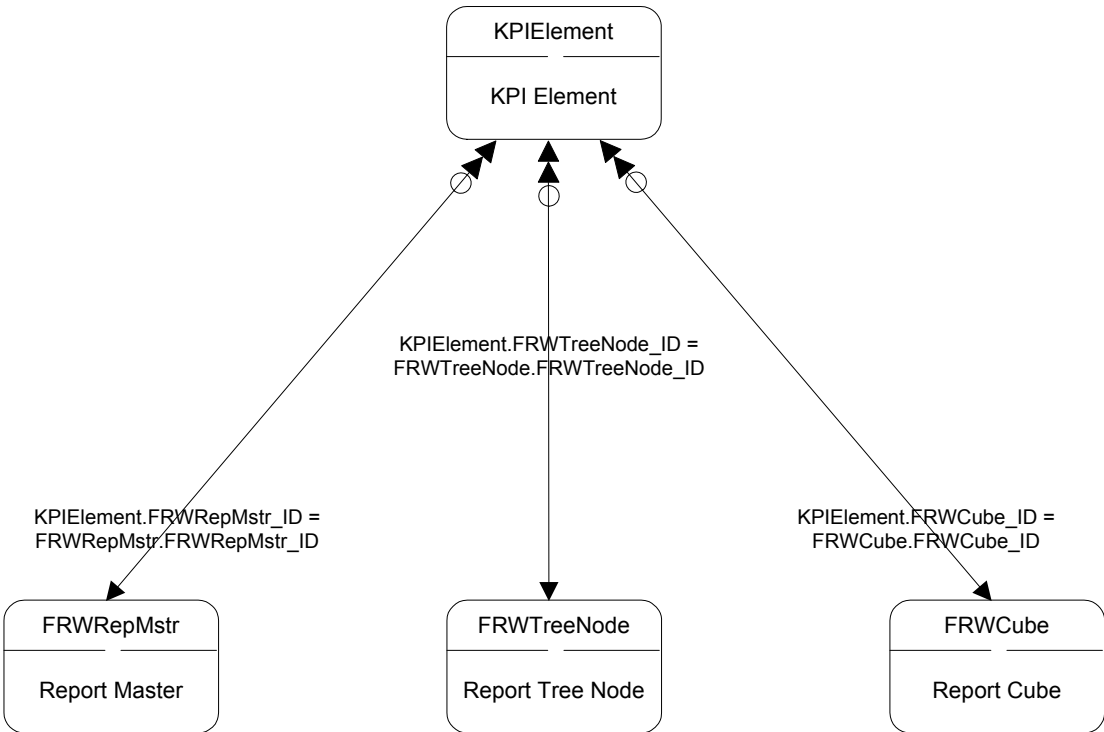 KPIElement
KPI Element
KPIElement.FRWTreeNode_ID =
FRWTreeNode.FRWTreeNode_ID
KPIElement.FRWRepMstr_ID =
FRWRepMstr.FRWRepMstr_ID
KPIElement.FRWCube_ID =
FRWCube.FRWCube_ID
FRWRepMstr
Report Master
FRWTreeNode
Report Tree Node
FRWCube
Report Cube